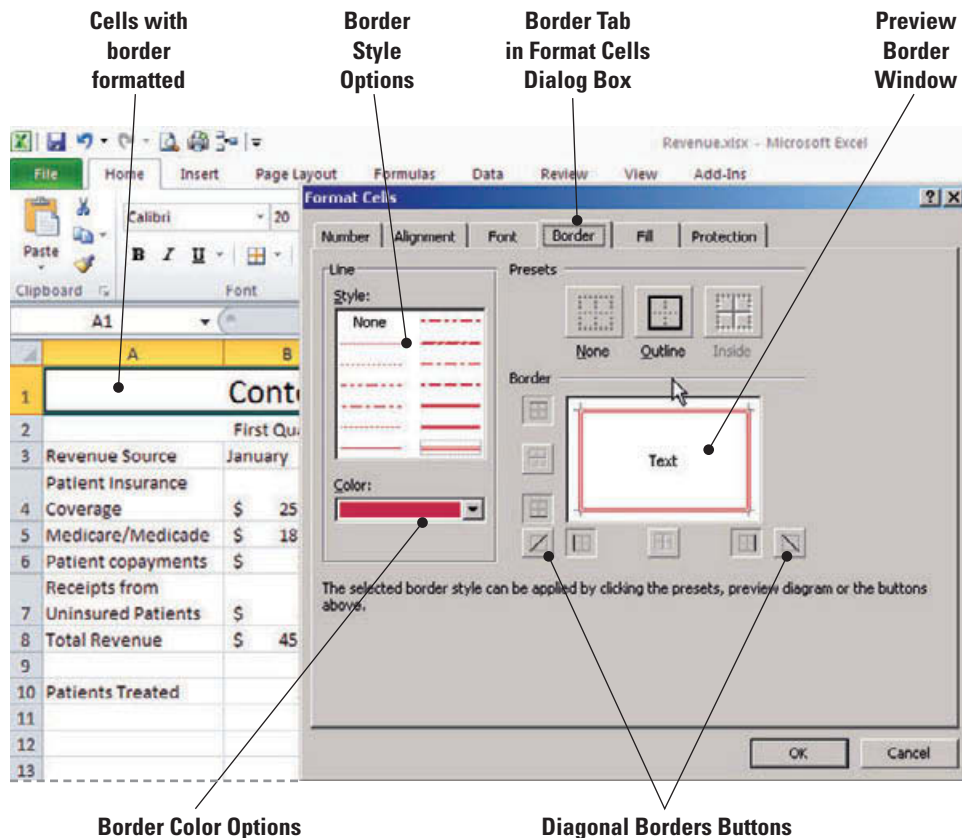 Cells with
border
formatted
Border
Style
Options
Border Tab
in Format Cells
Dialog Box
Preview
Border
Window
Revenue.xlsx - Microsoft Excel
File Home Insert Page Layout Formulas Data Review View Add-Ins
Paste
Calibri 20
B I U
Clipboard Font
A1
A B
1 Conte
2 First Qua
3 Revenue Source January
Patient Insurance
4 Coverage $ 25
5 Medicare/Medicade $ 18
6 Patient copayments $
Receipts from
7 Uninsured Patients $
8 Total Revenue $ 45
9
10 Patients Treated
11
12
13
Format Cells
Number Alignment Font Border Fill Protection
Line
Style:
None
Color:
Presets
None Outline Inside
Border
Text
The selected border style can be applied by clicking the presets, preview diagram or the buttons
above.
OK Cancel
Border Color Options
Diagonal Borders Buttons